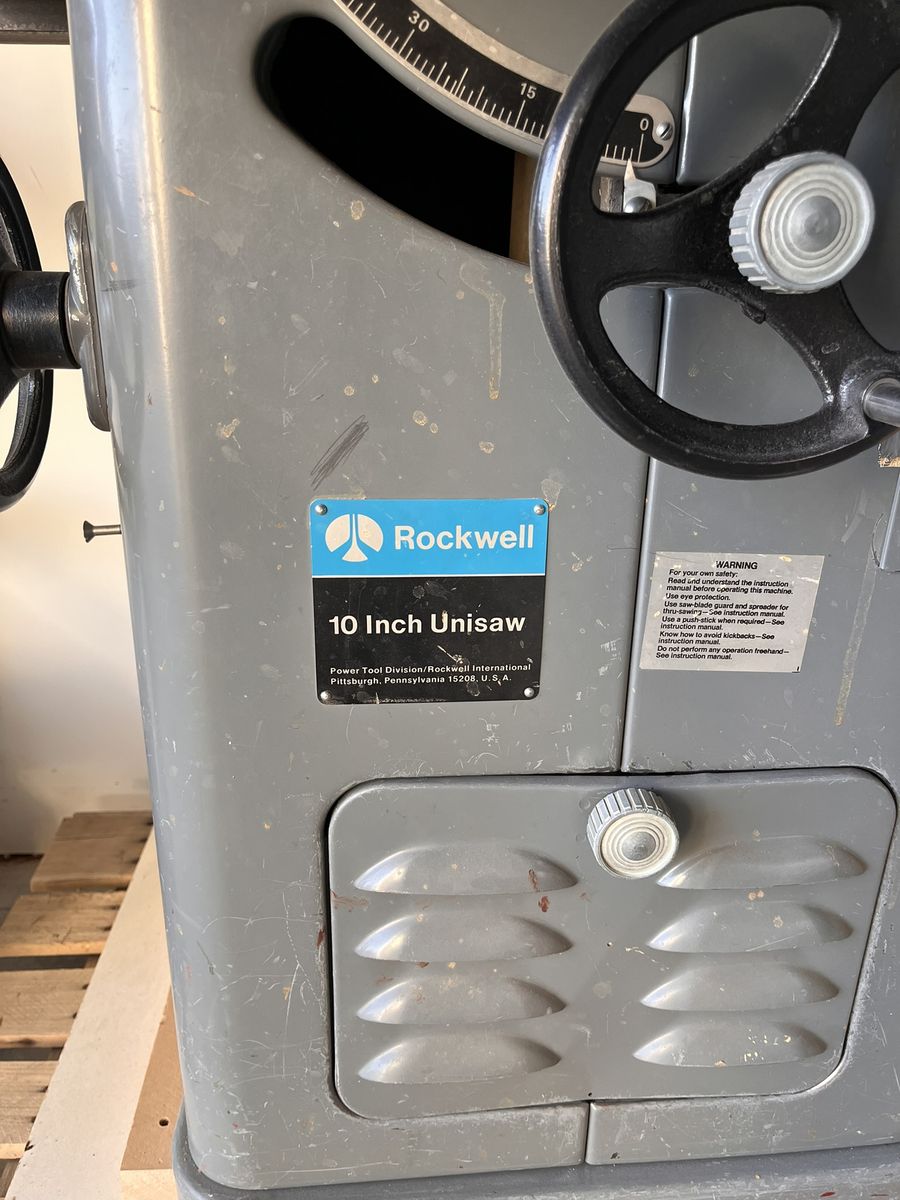 30
15
0
Rockwell
10 Inch Unisaw
Power Tool Division/Rockwell International
Pittsburgh, Pennsylvania 15208, U.S.A.
WARNING
For your own safety:
Read and understand the instruction
manual before operating this machine.
Use eye protection.
Use saw-blade guard and spreader for
thru-sawing—See instruction manual.
Use a push-stick when required—See
instruction manual.
Know how to avoid kickbacks—See
instruction manual.
Do not perform any operation freehand—
See instruction manual.